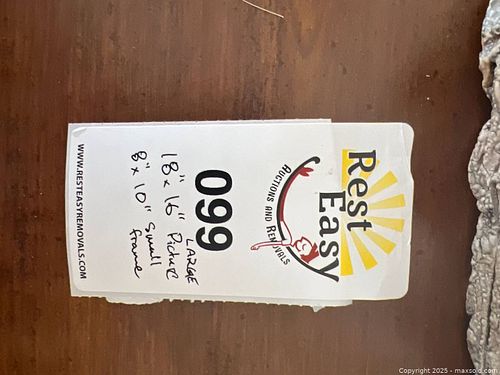 Rest
Easy
AUCTIONS AND REMOVALS
099
LARGE
18" x 16" Picture
8" x 10" Small
frame
WWW.RESTEASYREMOVALS.COM
Copyright 2025 - maxsold.com